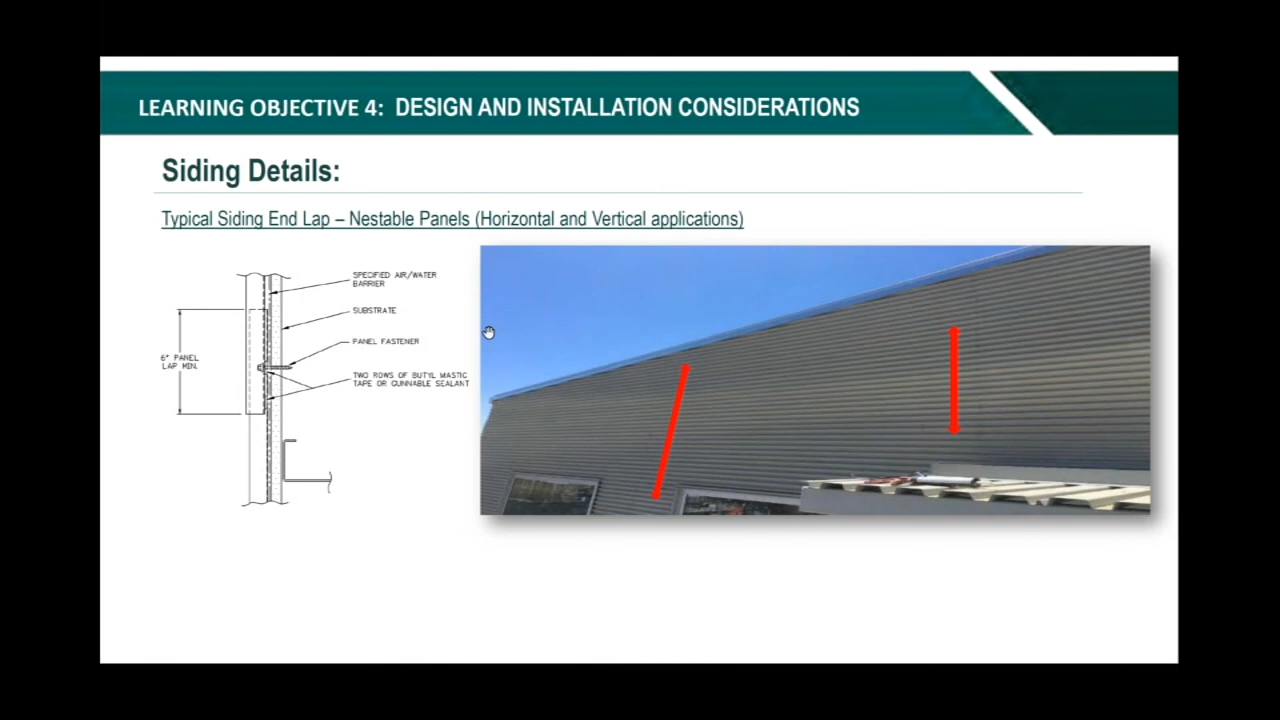 LEARNING OBJECTIVE 4: DESIGN AND INSTALLATION CONSIDERATIONS
Siding Details:
Typical Siding End Lap – Nestable Panels (Horizontal and Vertical applications)
SPECIFIED AIR/WATER
BARRIER
SUBSTRATE
PANEL FASTENER
6" PANEL
LAP MIN.
TWO ROWS OF BUTYL MASTIC
TAPE OR GUNNABLE SEALANT